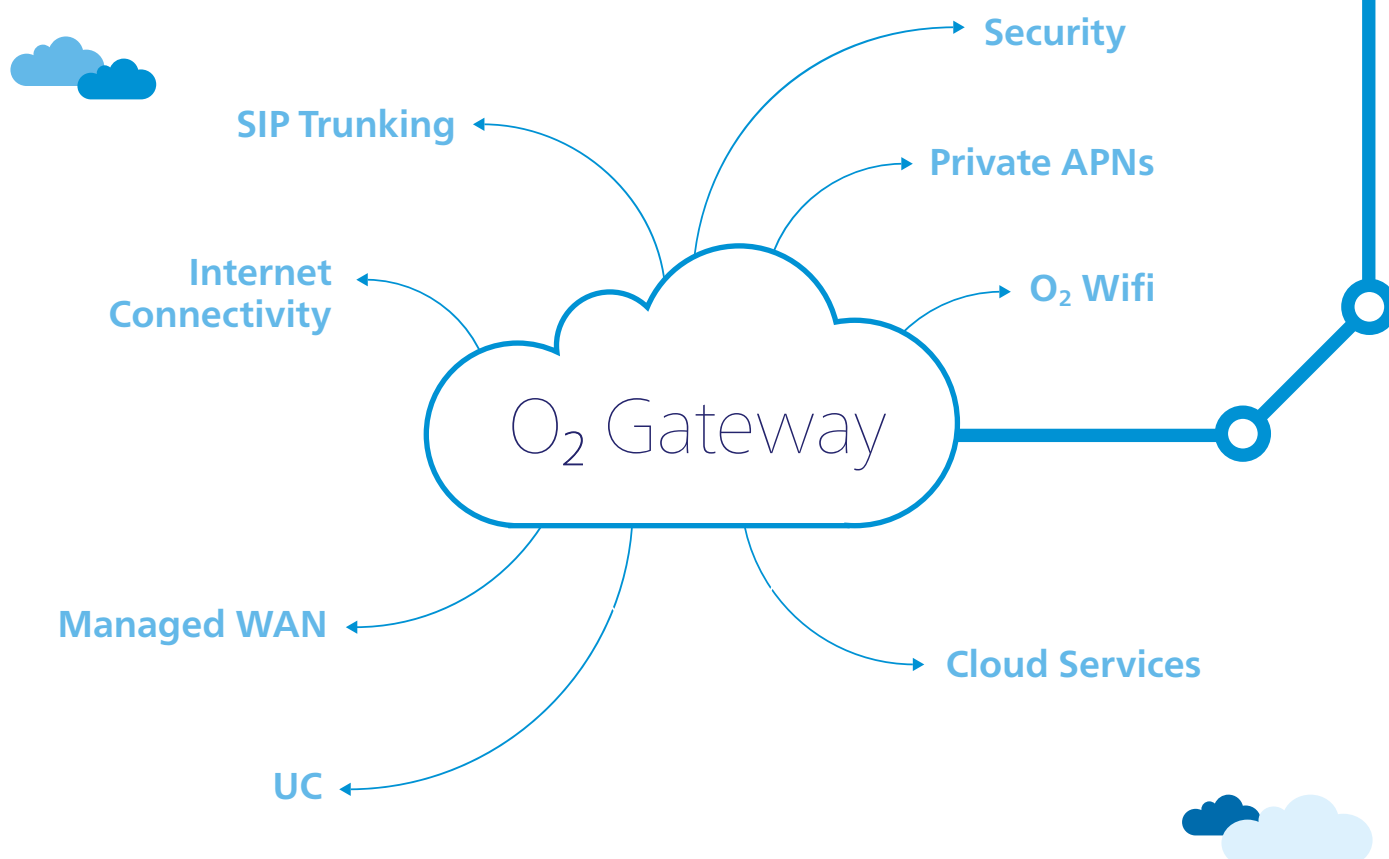 Security
SIP Trunking
Private APNs
Internet
Connectivity
O₂ Wifi
O₂ Gateway
Managed WAN
Cloud Services
UC